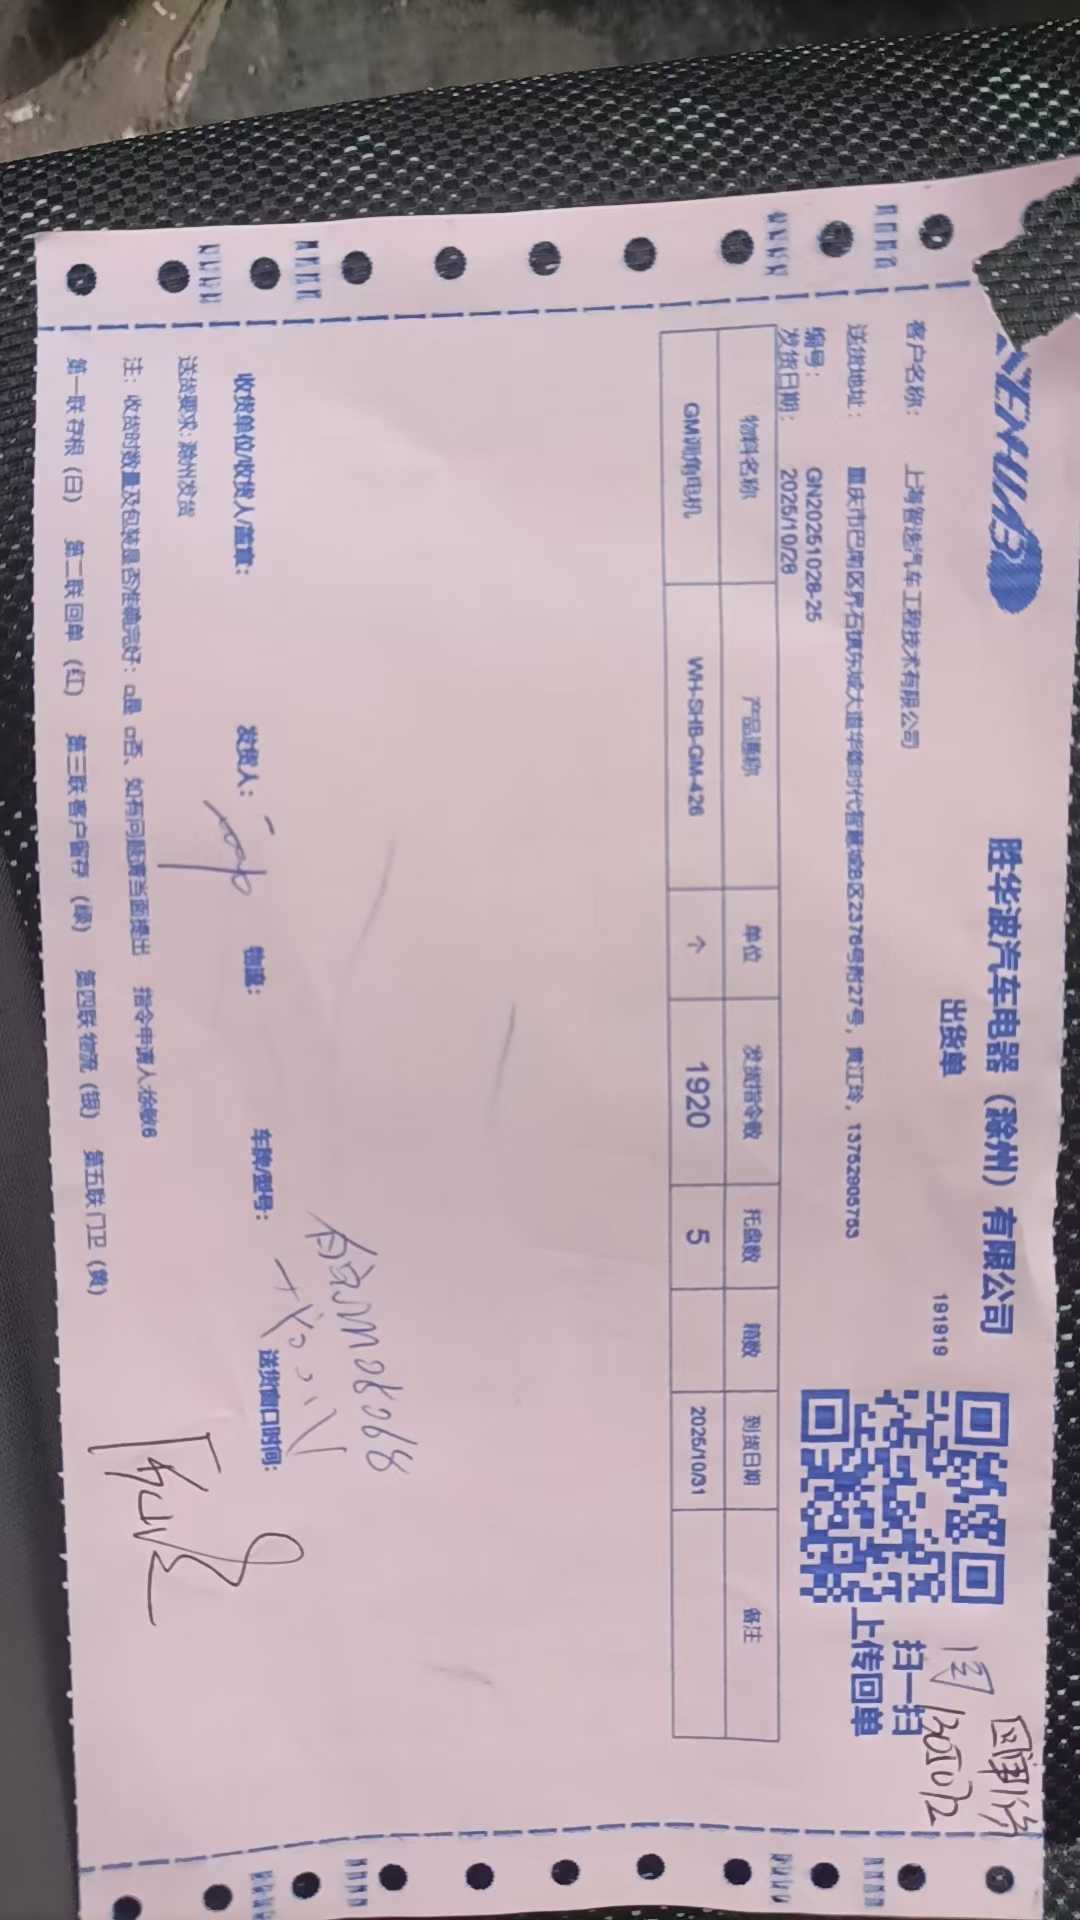 胜华波汽车电器（滁州）有限公司
出货单
191919
扫一扫
上传回单
客户名称： 上海智选汽车工程技术有限公司
送货地址： 重庆市巴南区界石镇东城大道华雄时代智慧城B区2376号附27号，黄江玲，13752905753
编号： GN20251028-25
发货日期： 2025/10/28
物料名称 产品通称 单位 发货指令数 托盘数 箱数 到货日期 备注
GM调角电机 WH-SHB-GM-426 个 1920 5 2025/10/31
收货单位/收货人/盖章： 发货人： 物流： 车牌/型号： 送货窗口时间：
送货要求: 滁州发货
注：收货时数量及包装是否准确完好：□是 □否、如有问题请当面提出 指令申请人:徐敏6
第一联 存根（白） 第二联 回单（红） 第三联 客户留存（绿） 第四联 物流（银） 第五联 门卫（黄）